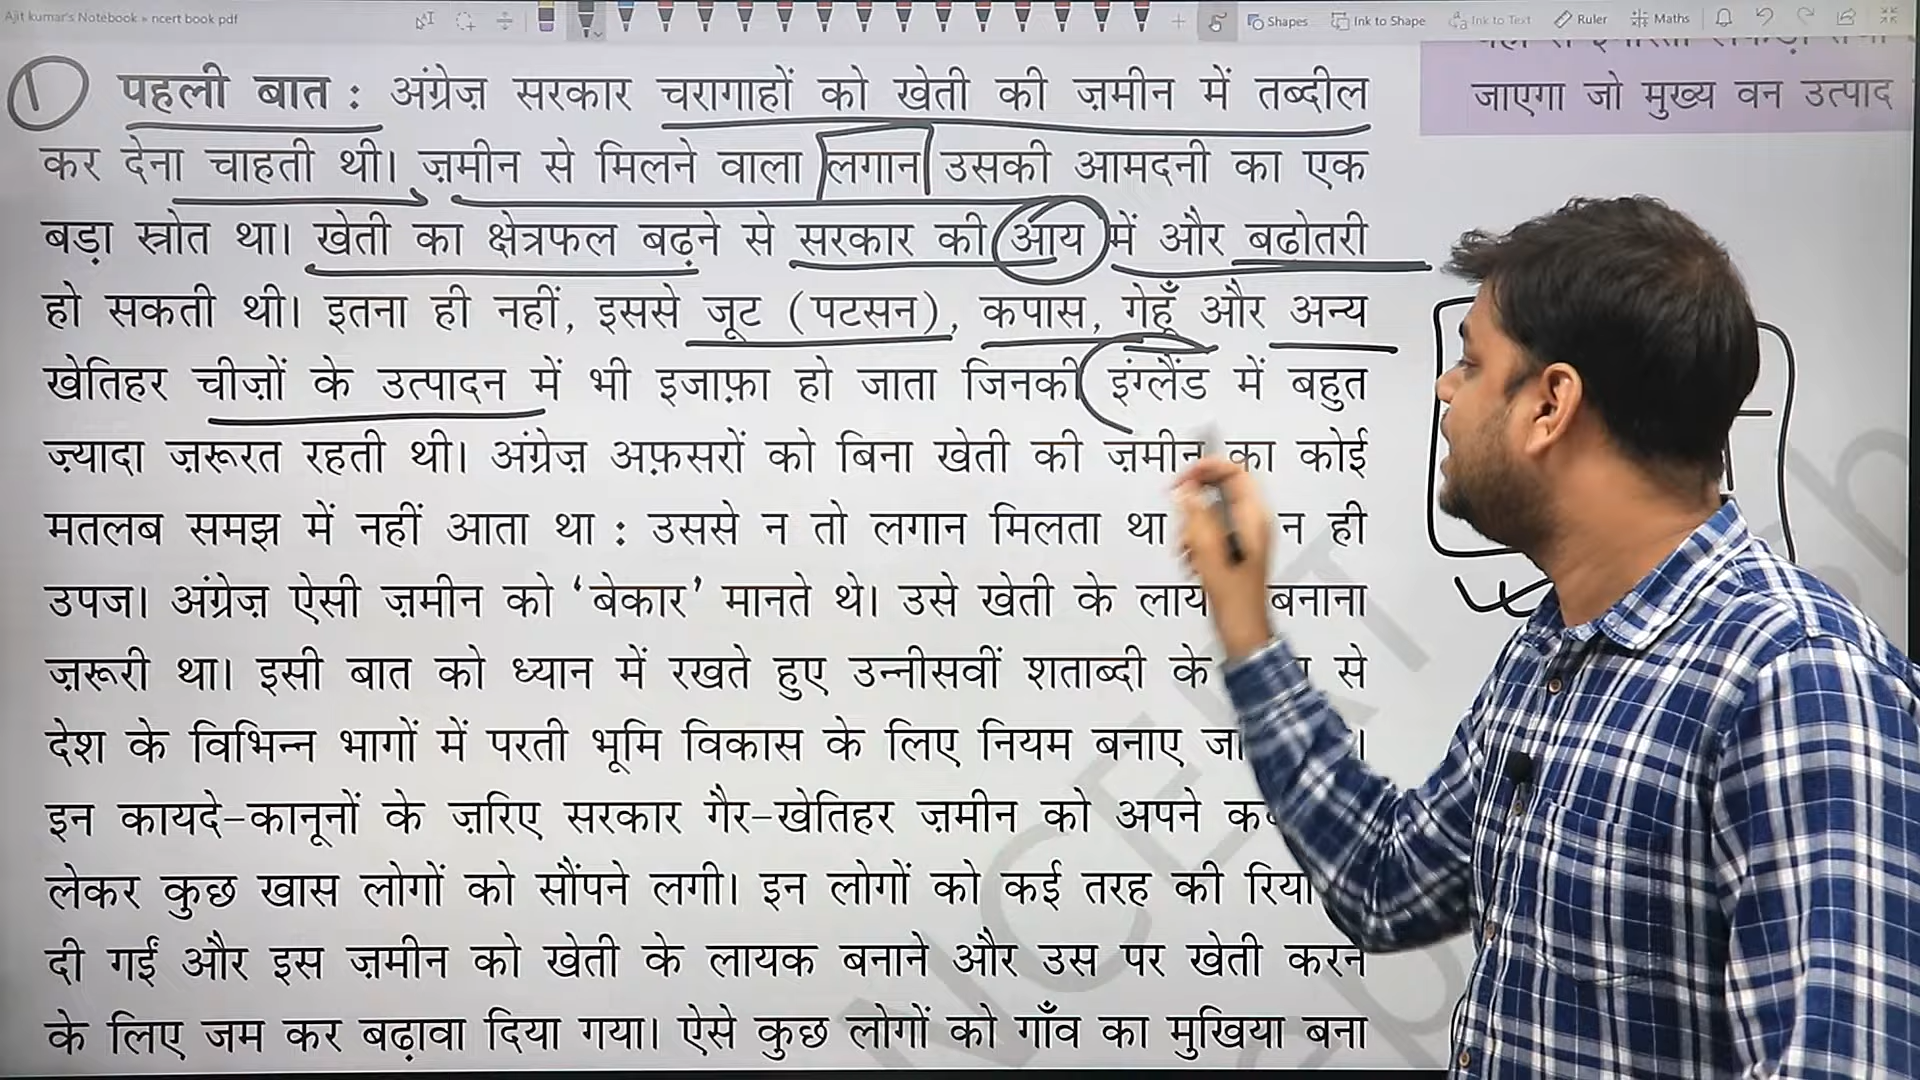 Ajit kumar's Notebook » ncert book pdf
Shapes
Ink to Shape
Ink to Text
Ruler
Maths
जाएगा जो मुख्य वन उत्पाद
1 पहली बात : अंग्रेज़ सरकार चरागाहों को खेती की ज़मीन में तब्दील
कर देना चाहती थी। ज़मीन से मिलने वाला लगान उसकी आमदनी का एक
बड़ा स्रोत था। खेती का क्षेत्रफल बढ़ने से सरकार की आय में और बढोतरी
हो सकती थी। इतना ही नहीं, इससे जूट (पटसन), कपास, गेहूँ और अन्य
खेतिहर चीज़ों के उत्पादन में भी इजाफ़ा हो जाता जिनकी इंग्लैंड में बहुत
ज़्यादा ज़रूरत रहती थी। अंग्रेज़ अफ़सरों को बिना खेती की ज़मीन का कोई
मतलब समझ में नहीं आता था : उससे न तो लगान मिलता था न ही
उपज। अंग्रेज़ ऐसी ज़मीन को ‘बेकार’ मानते थे। उसे खेती के बनाना
ज़रूरी था। इसी बात को ध्यान में रखते हुए उन्नीसवीं शताब्दी के से
देश के विभिन्न भागों में परती भूमि विकास के लिए नियम बनाए
इन कायदे-कानूनों के ज़रिए सरकार गैर-खेतिहर ज़मीन को अपने
लेकर कुछ खास लोगों को सौंपने लगी। इन लोगों को कई तरह की
दी गईं और इस ज़मीन को खेती के लायक बनाने और उस पर खेती करने
के लिए जम कर बढ़ावा दिया गया। ऐसे कुछ लोगों को गाँव का मुखिया बना
NCERT